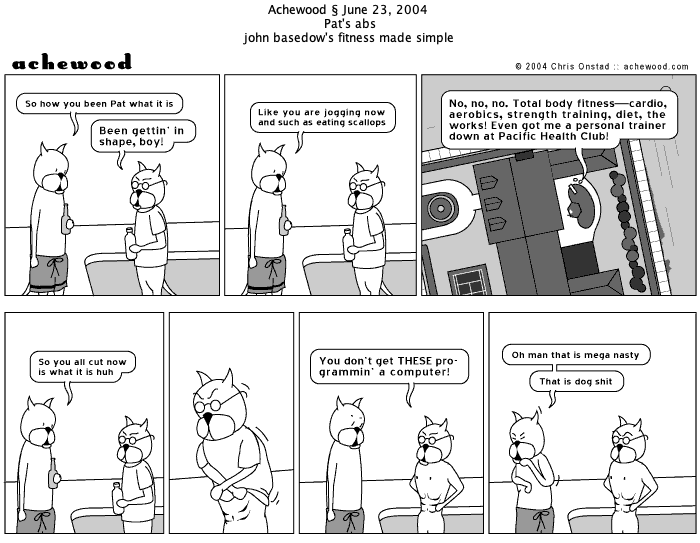 Achewood § June 23, 2004
Pat's abs
john basedow's fitness made simple
achewood
© 2004 Chris Onstad :: achewood.com
So how you been Pat what it is
Been gettin' in
shape, boy!
Like you are jogging now
and such as eating scallops
No, no, no. Total body fitness—cardio,
aerobics, strength training, diet, the
works! Even got me a personal trainer
down at Pacific Health Club!
So you all cut now
is what it is huh
You don't get THESE pro-
grammin' a computer!
Oh man that is mega nasty
That is dog shit